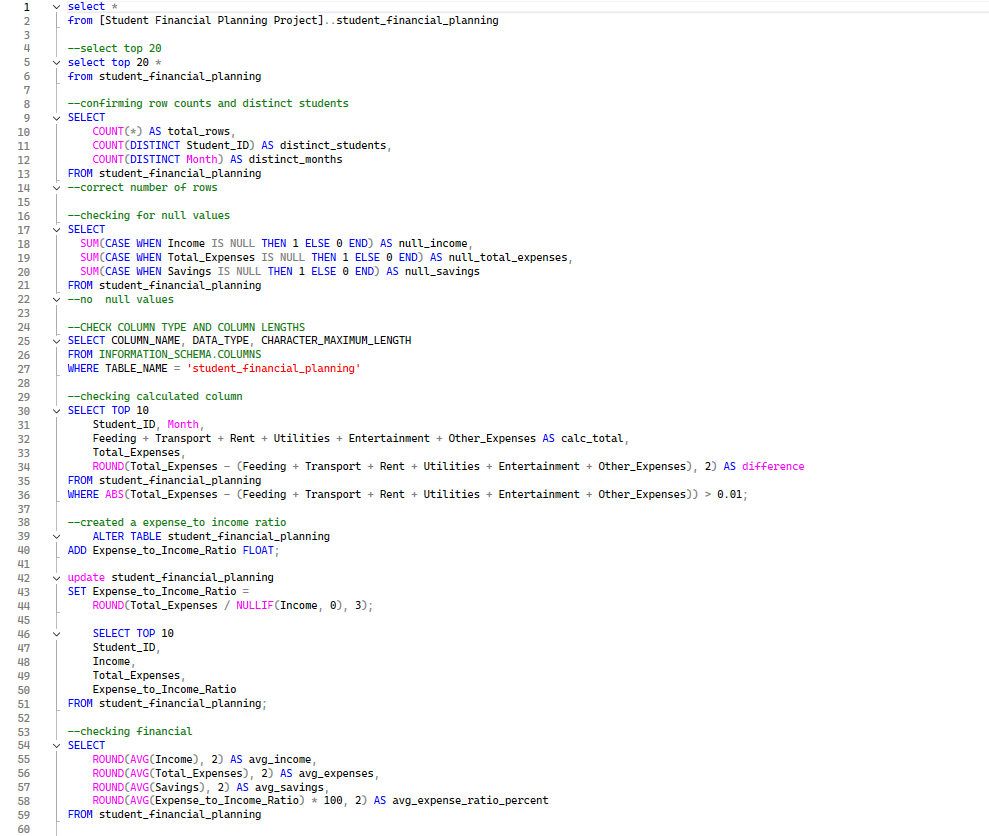 1 select *
2 from [Student Financial Planning Project]..student_financial_planning
3
4 --select top 20
5 select top 20 *
6 from student_financial_planning
7
8 --confirming row counts and distinct students
9 SELECT
10 COUNT(*) AS total_rows,
11 COUNT(DISTINCT Student_ID) AS distinct_students,
12 COUNT(DISTINCT Month) AS distinct_months
13 FROM student_financial_planning
14 --correct number of rows
15
16 --checking for null values
17 SELECT
18 SUM(CASE WHEN Income IS NULL THEN 1 ELSE 0 END) AS null_income,
19 SUM(CASE WHEN Total_Expenses IS NULL THEN 1 ELSE 0 END) AS null_total_expenses,
20 SUM(CASE WHEN Savings IS NULL THEN 1 ELSE 0 END) AS null_savings
21 FROM student_financial_planning
22 --no  null values
23
24 --CHECK COLUMN TYPE AND COLUMN LENGTHS
25 SELECT COLUMN_NAME, DATA_TYPE, CHARACTER_MAXIMUM_LENGTH
26 FROM INFORMATION_SCHEMA.COLUMNS
27 WHERE TABLE_NAME = 'student_financial_planning'
28
29 --checking calculated column
30 SELECT TOP 10
31 Student_ID, Month,
32 Feeding + Transport + Rent + Utilities + Entertainment + Other_Expenses AS calc_total,
33 Total_Expenses,
34 ROUND(Total_Expenses - (Feeding + Transport + Rent + Utilities + Entertainment + Other_Expenses), 2) AS difference
35 FROM student_financial_planning
36 WHERE ABS(Total_Expenses - (Feeding + Transport + Rent + Utilities + Entertainment + Other_Expenses)) > 0.01;
37
38 --created a expense_to income ratio
39 ALTER TABLE student_financial_planning
40 ADD Expense_to_Income_Ratio FLOAT;
41
42 update student_financial_planning
43 SET Expense_to_Income_Ratio =
44 ROUND(Total_Expenses / NULLIF(Income, 0), 3);
45
46 SELECT TOP 10
47 Student_ID,
48 Income,
49 Total_Expenses,
50 Expense_to_Income_Ratio
51 FROM student_financial_planning;
52
53 --checking financial
54 SELECT
55 ROUND(AVG(Income), 2) AS avg_income,
56 ROUND(AVG(Total_Expenses), 2) AS avg_expenses,
57 ROUND(AVG(Savings), 2) AS avg_savings,
58 ROUND(AVG(Expense_to_Income_Ratio) * 100, 2) AS avg_expense_ratio_percent
59 FROM student_financial_planning
60